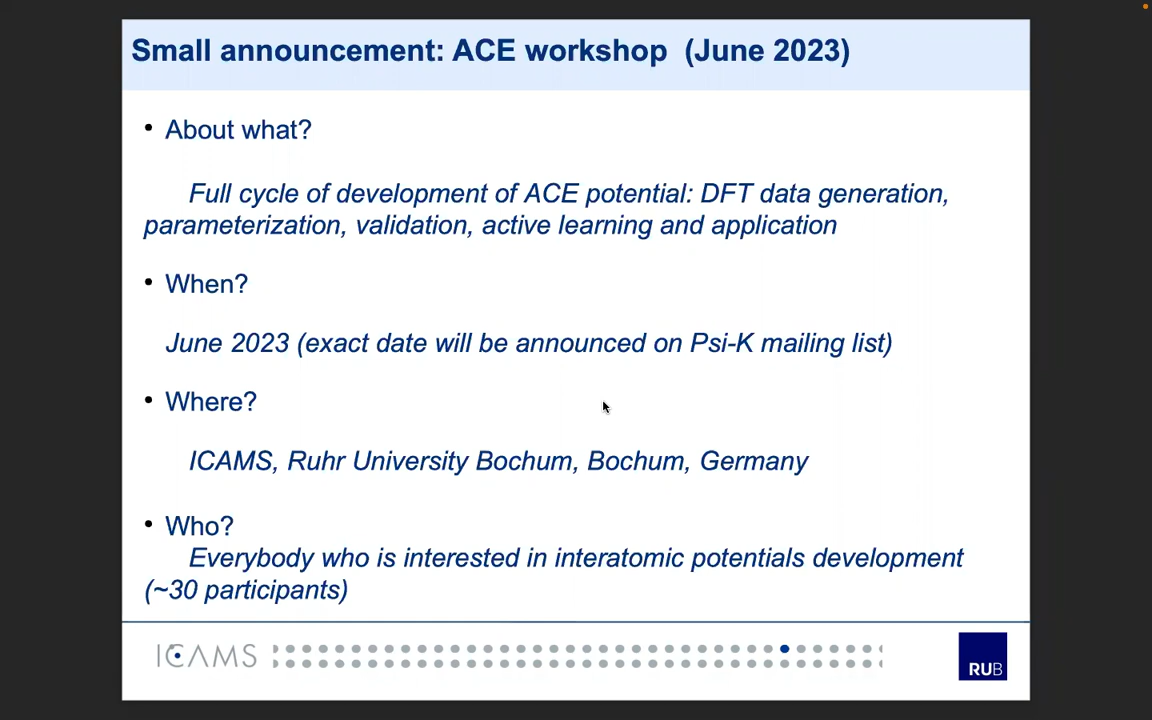 Small announcement: ACE workshop (June 2023)
• About what?
Full cycle of development of ACE potential: DFT data generation,
parameterization, validation, active learning and application
• When?
June 2023 (exact date will be announced on Psi-K mailing list)
• Where?
ICAMS, Ruhr University Bochum, Bochum, Germany
• Who?
Everybody who is interested in interatomic potentials development
(~30 participants)
ICAMS
RUB